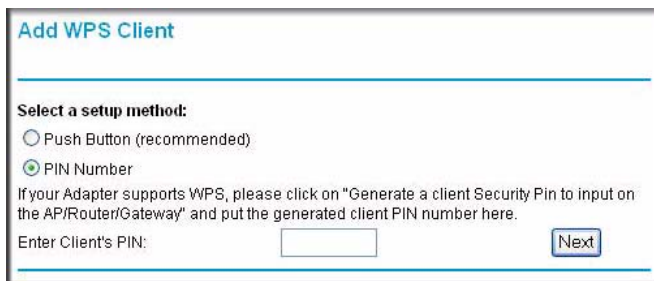 Add WPS Client
Select a setup method:
Push Button (recommended)
PIN Number
If your Adapter supports WPS, please click on "Generate a client Security Pin to input on
the AP/Router/Gateway" and put the generated client PIN number here.
Enter Client's PIN: Next